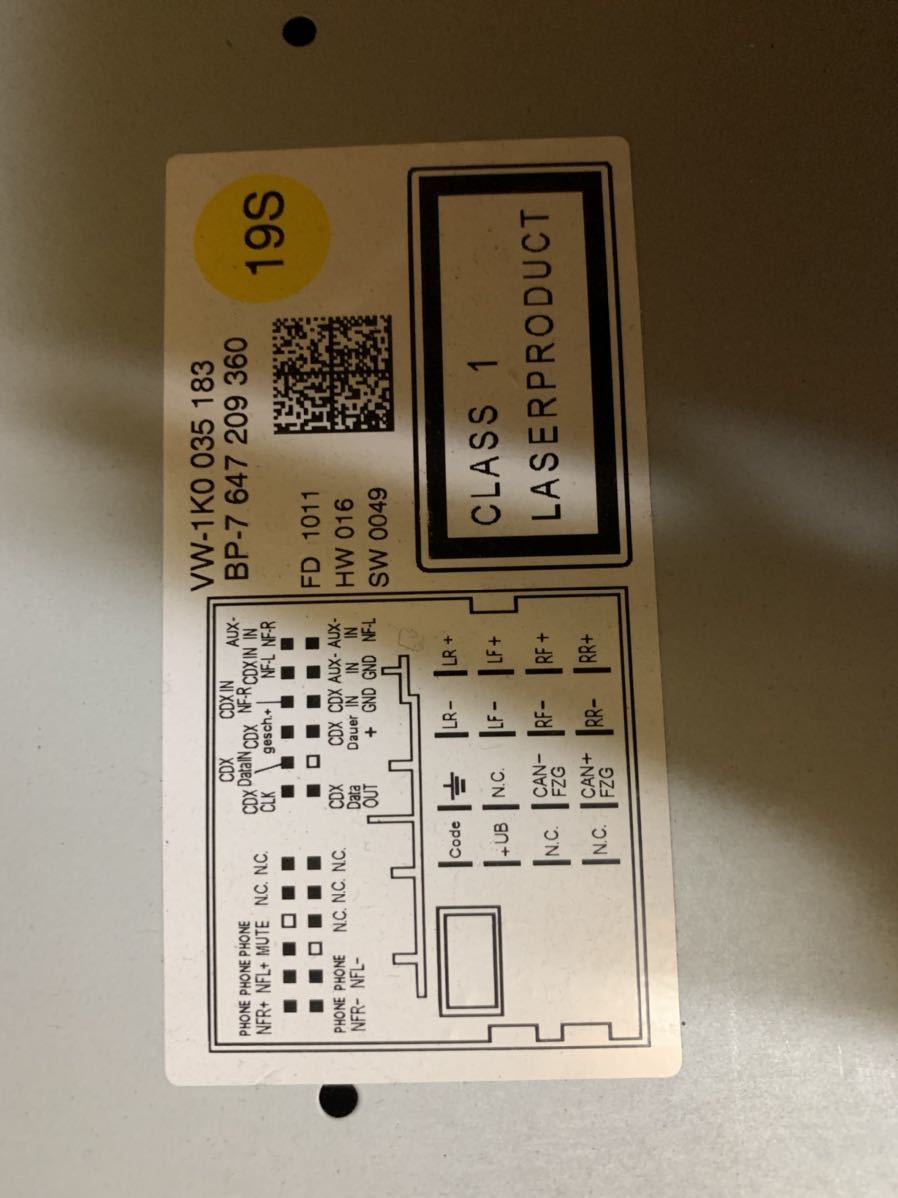 VW-1K0 035 183
BP-7 647 209 360
19S
FD 1011
HW 016
SW 0049
CLASS 1
LASERPRODUCT
CDX CDX IN AUX-
PHONE PHONE PHONE CDX DataIN CDX NF-R CDX IN IN
NFR+ NFL+ MUTE N.C. N.C. CLK gesch.+ NF-L NF-R
PHONE PHONE N.C. N.C. N.C. CDX CDX CDX AUX- AUX-
NFR- NFL- Data Dauer IN IN IN
OUT + GND GND NF-L
Code LR- LR+
+UB N.C. LF- LF+
N.C. CAN- FZG RF- RF+
N.C. CAN+ FZG RR- RR+